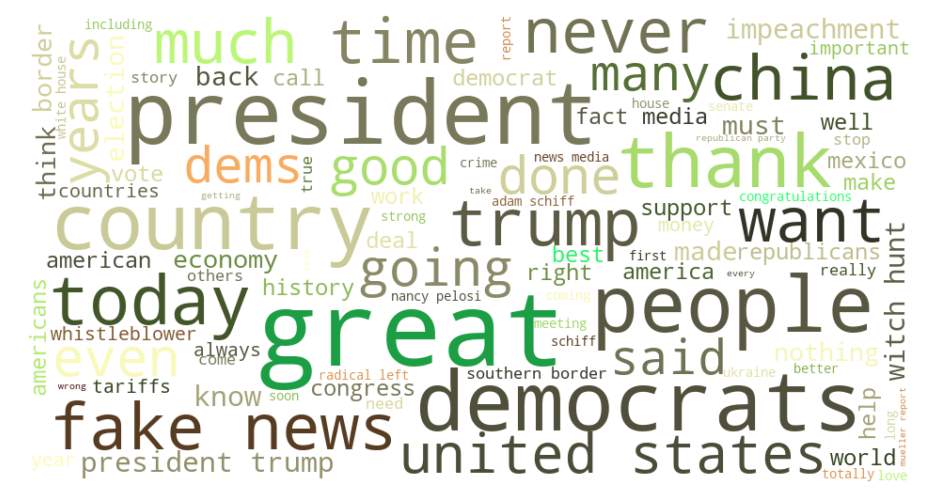 including
much
time
report
never
impeachment
important
border
years
white house
election
story
back
call
democrat
many
china
president
house
senate
fact media
must
well
republican party
stop
think
vote
dems
true
good
crime
news media
done
thank
mexico
make
countries
getting
work
strong
take
adam schiff
support
want
congratulations
country
deal
trump
money
american
economy
going
best
first
made
republicans
others
right
america
every
really
witch hunt
today
history
nancy pelosi
coming
people
americans
great
whistleblower
always
meeting
schiff
said
nothing
even
come
radical left
southern border
ukraine
better
wrong
tariffs
soon
know
congress
need
democrats
help
long
mueller report
fake news
united states
year
president trump
world
totally
love